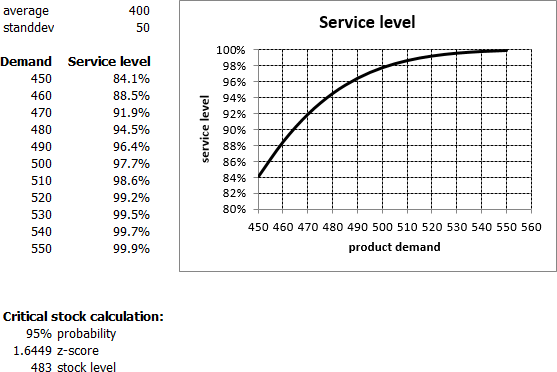 average 400
standdev 50
Demand Service level
450 84.1%
460 88.5%
470 91.9%
480 94.5%
490 96.4%
500 97.7%
510 98.6%
520 99.2%
530 99.5%
540 99.7%
550 99.9%
Service level
100%
98%
96%
94%
92%
90%
88%
86%
84%
82%
80%
service level
450 460 470 480 490 500 510 520 530 540 550 560
product demand
Critical stock calculation:
95% probability
1.6449 z-score
483 stock level